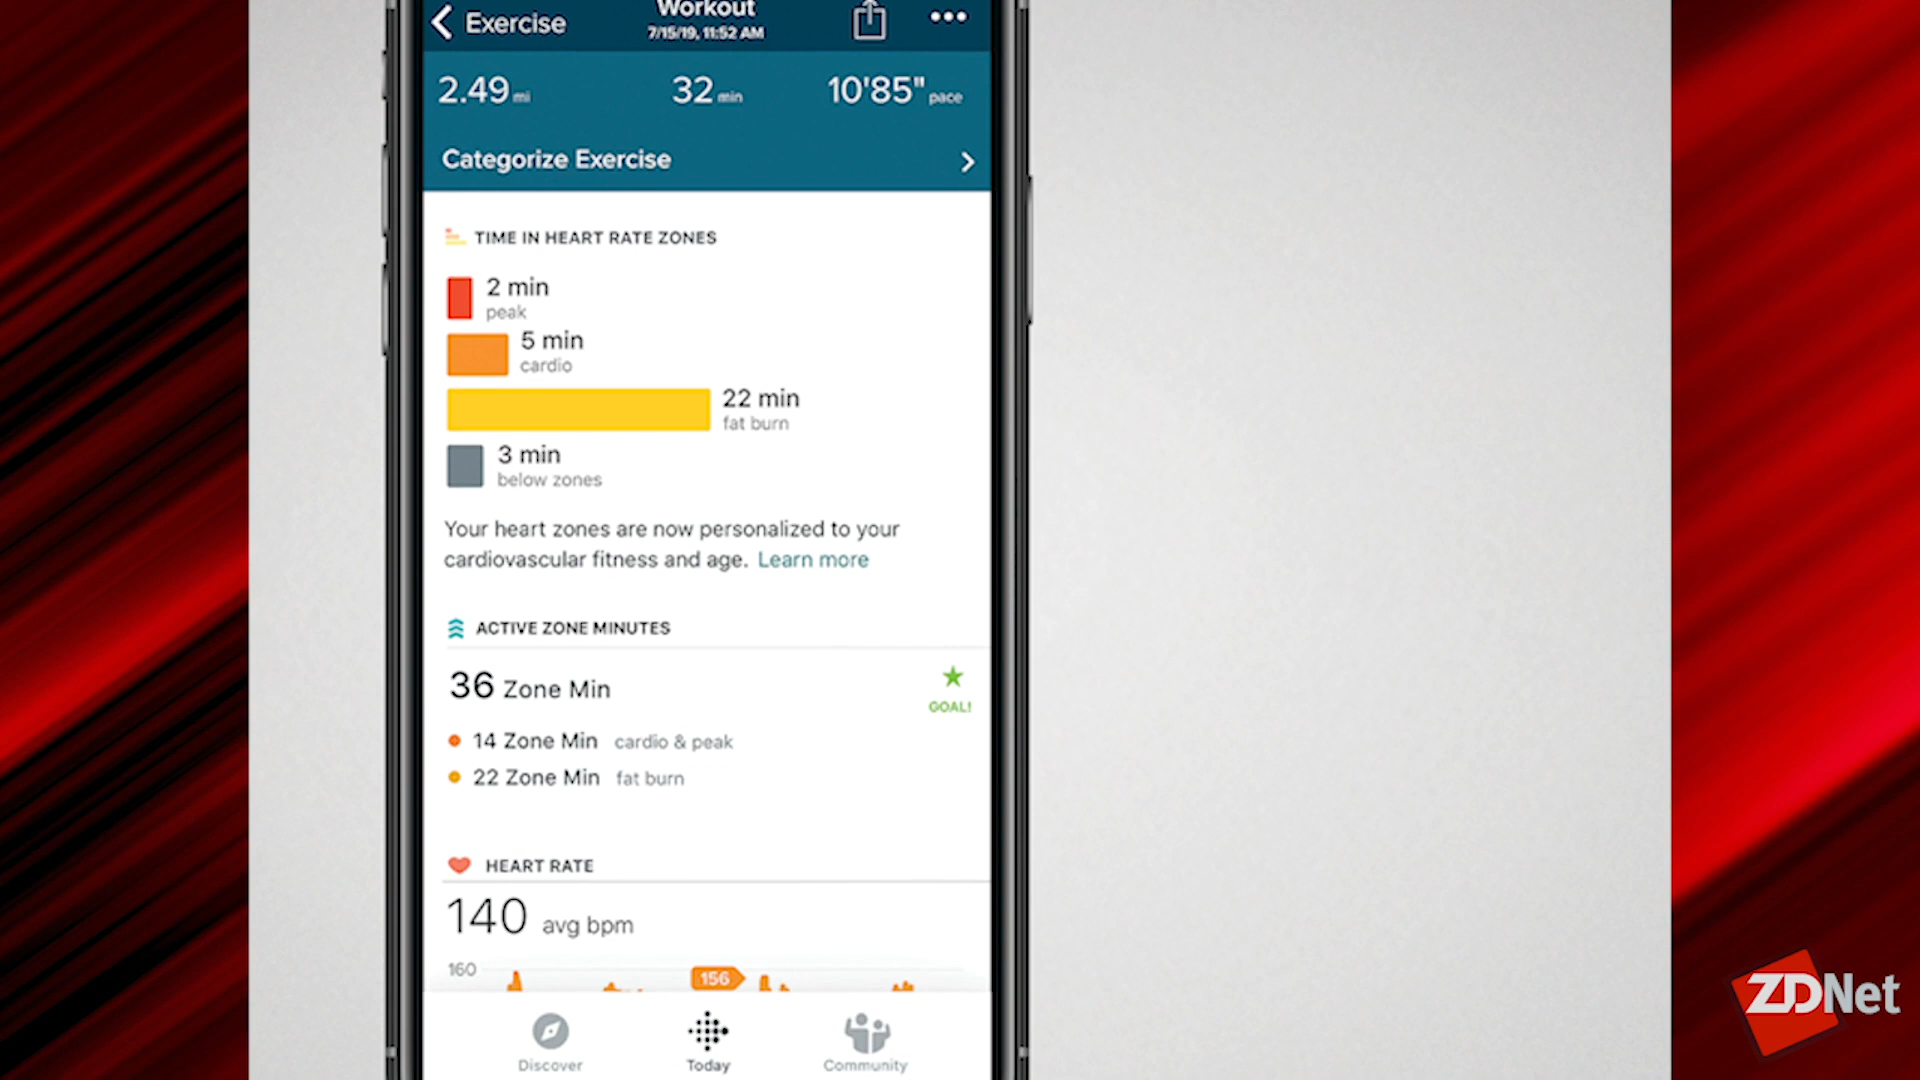 Exercise
Workout
7/15/19, 11:52 AM
2.49 mi
32 min
10'85" pace
Categorize Exercise
TIME IN HEART RATE ZONES
2 min
peak
5 min
cardio
22 min
fat burn
3 min
below zones
Your heart zones are now personalized to your
cardiovascular fitness and age. Learn more
ACTIVE ZONE MINUTES
36 Zone Min
GOAL!
14 Zone Min cardio & peak
22 Zone Min fat burn
HEART RATE
140 avg bpm
160
156
Discover
Today
Community
ZDNet